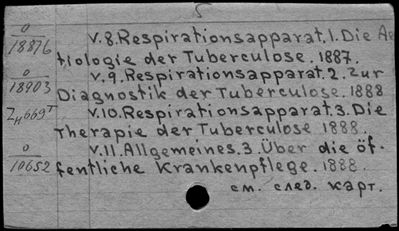 5
0
18876 v.8.Respirationsapparat.1.Die Ae
tiologie der Tuberculose. 1887.
0 v.9.Respirationsapparat.2.Zur
18903 Diagnostik der Tuberculose. 1888
ZH669T v.10.Respirationsapparat.3.Die
Therapie der Tuberculose 1888.
0 v.11.Allgemeines.3.Über die öf-
10652 fentliche Krankenpflege. 1888.
см. след. карт.